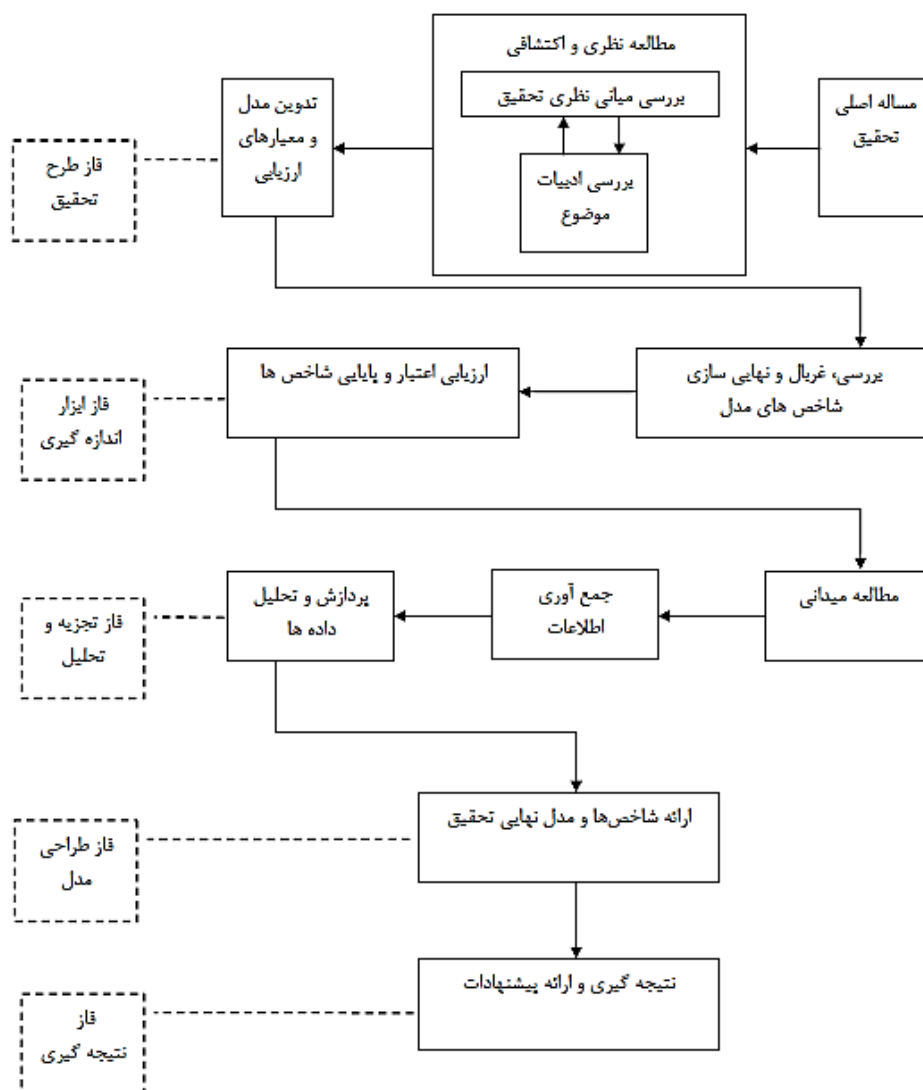 مساله اصلی
تحقیق
مطالعه نظری و اکتشافی
بررسی مبانی نظری تحقیق
بررسی ادبیات
موضوع
تدوین مدل
و معیارهای
ارزیابی
فاز طرح
تحقیق
بررسی، غربال و نهایی سازی
شاخص های مدل
ارزیابی اعتبار و پایایی شاخص ها
فاز ابزار
اندازه گیری
مطالعه میدانی
جمع آوری
اطلاعات
پردازش و تحلیل
داده ها
فاز تجزیه و
تحلیل
ارائه شاخص‌ها و مدل نهایی تحقیق
فاز طراحی
مدل
نتیجه گیری و ارائه پیشنهادات
فاز
نتیجه گیری